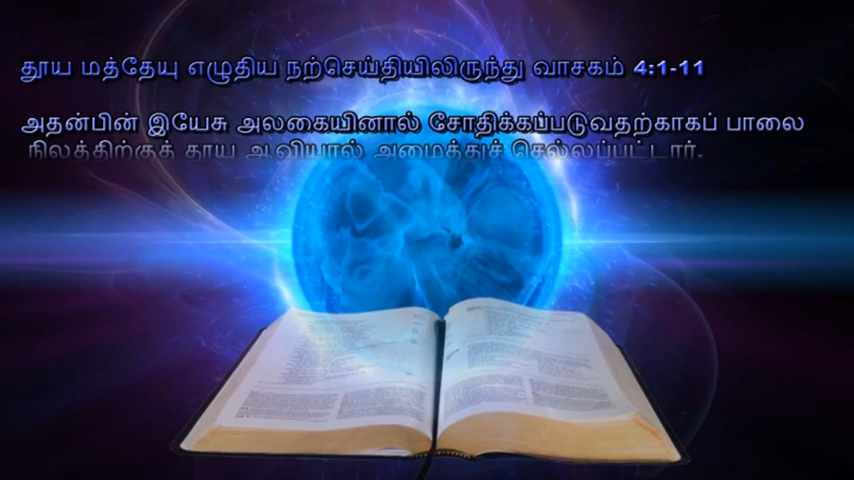 தூய மத்தேயு எழுதிய நற்செய்தியிலிருந்து வாசகம் 4:1-11
அதன்பின் இயேசு அலகையினால் சோதிக்கப்படுவதற்காகப் பாலை
நிலத்திற்குத் தூய ஆவியால் அழைத்துச் செல்லப்பட்டார்.